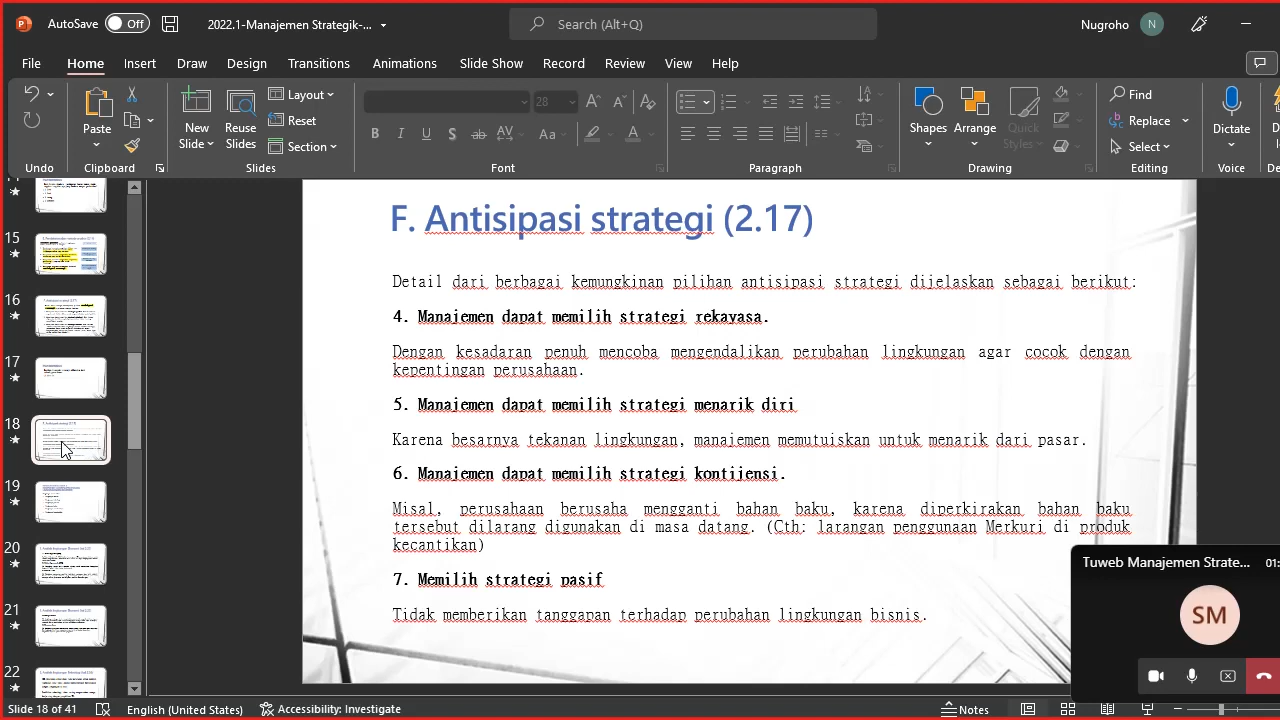 AutoSave Off 2022.1-Manajemen Strategik-... Search (Alt+Q) Nugroho N
File Home Insert Draw Design Transitions Animations Slide Show Record Review View Help
Paste New Slide Reuse Slides Layout Reset Section
28
Shapes Arrange Quick Styles Find Replace Select Dictate
Undo Clipboard Slides Font Paragraph Drawing Editing Voice
15
16
17
18
19
20
21
22
F. Antisipasi strategi (2.17)
Detail dari berbagai kemungkinan pilihan antisipasi strategi dijelaskan sebagai berikut:
4. Manajemen dapat memilih strategi rekayasa.
Dengan kesadaran penuh mencoba mengendalikan perubahan lingkungan agar cocok dengan
kepentingan perusahaan.
5. Manajemen dapat memilih strategi menarik diri
Karena besarnya tekanan lingkungan, manajemen memutuiskan untuk menarik dari pasar.
6. Manajemen dapat memilih strategi kontijensi.
Misal, perusahaan berusaha mengganti bahan baku, karena diperkirakan bahan baku
tersebut dilarang digunakan di masa datang. (Cth: larangan penggunaan Merkuri di produk
kecantikan)
7. Memilih strategi pasif
Tidak memberikan tanggapan terhadap perubahan lingkungan bisnis.
Tuweb Manajemen Strate... 01:
SM
Slide 18 of 41 English (United States) Accessibility: Investigate Notes